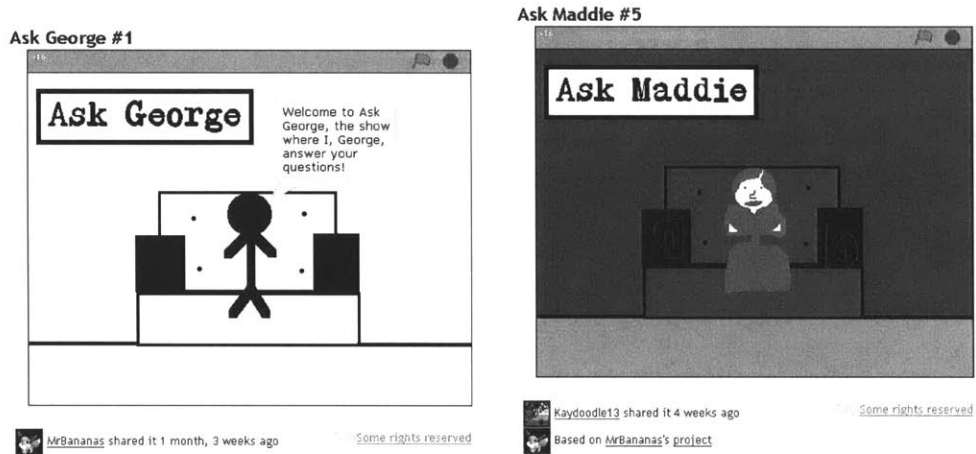 Ask George #1
Ask George
Welcome to Ask
George, the show
where I, George,
answer your
questions!
MrBananas shared it 1 month, 3 weeks ago
Some rights reserved
Ask Maddie #5
Ask Maddie
Kaydoodle13 shared it 4 weeks ago
Some rights reserved
Based on MrBananas's project